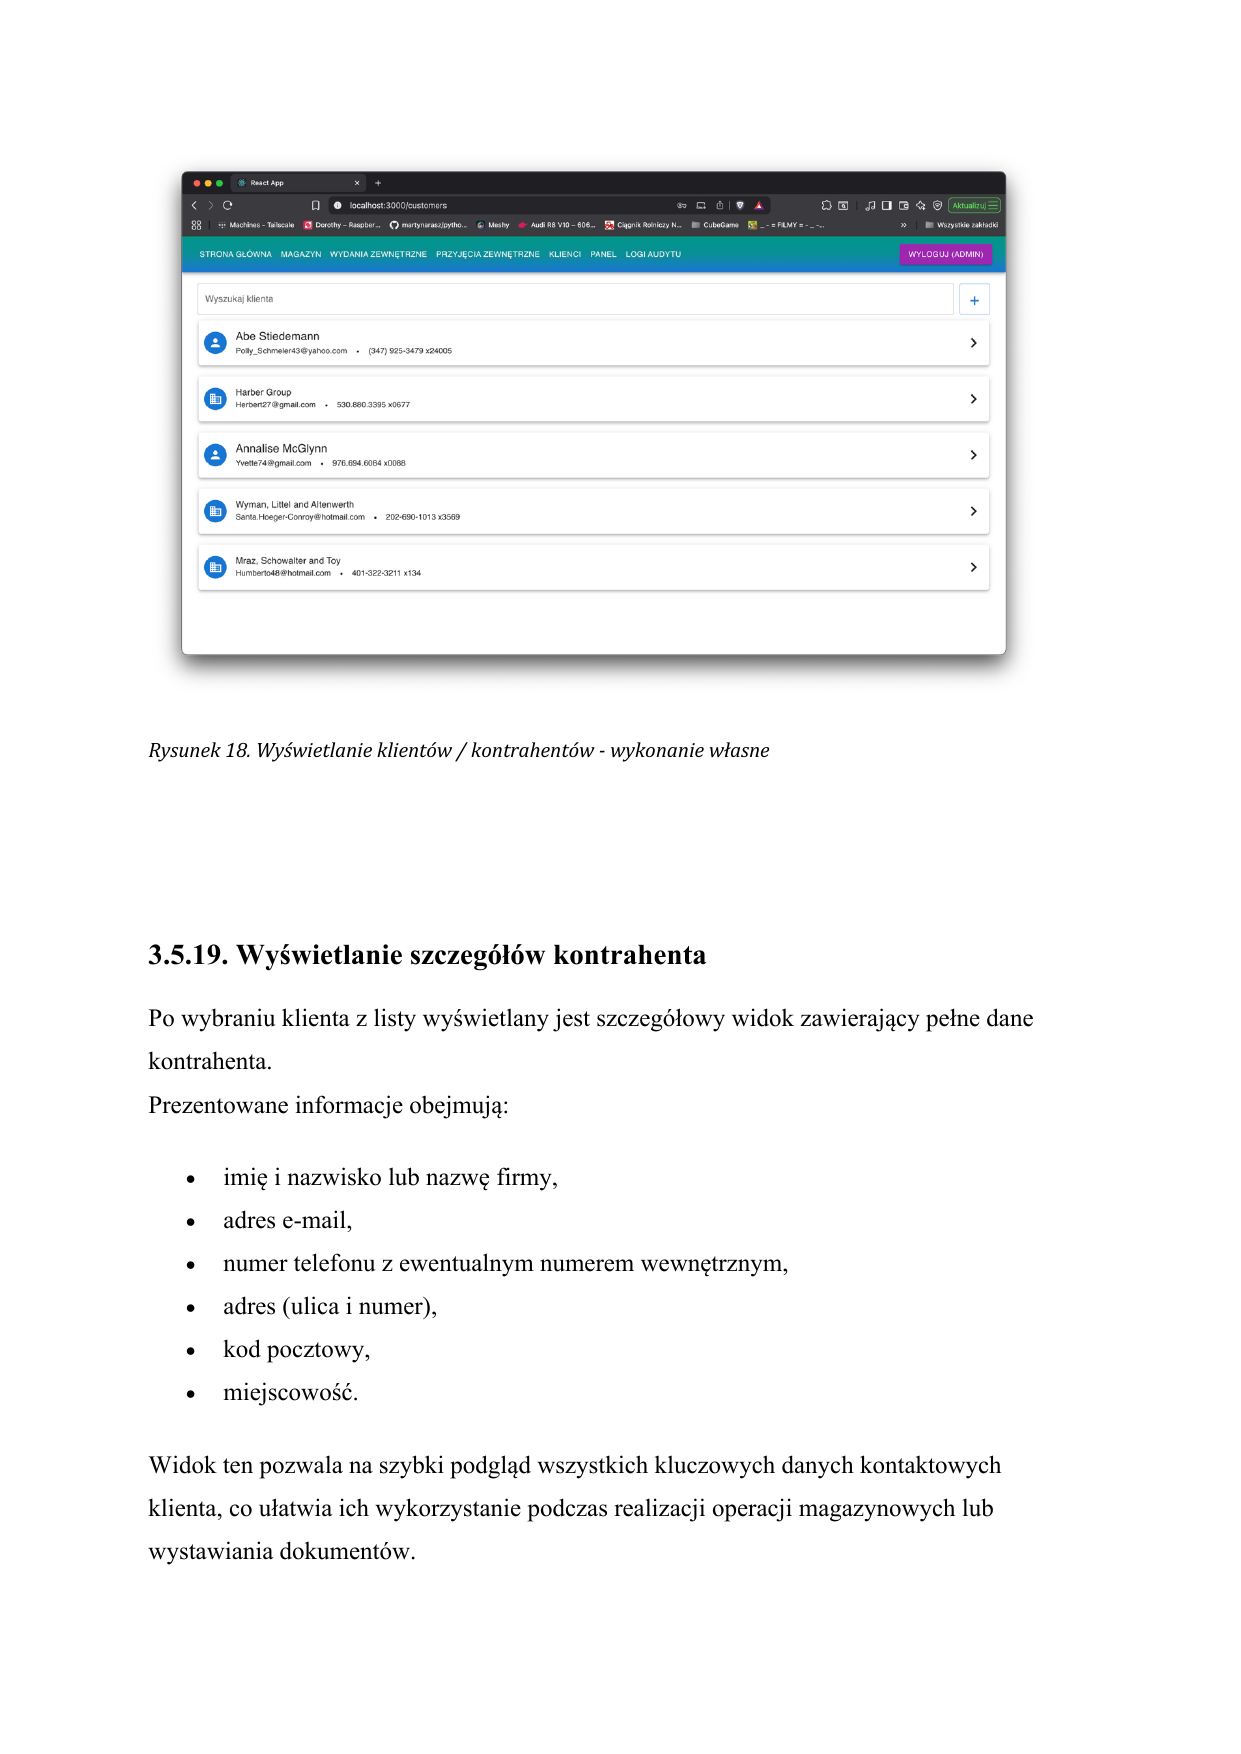 React App
localhost:3000/customers
Aktualizuj
Machines - Tailscale Dorothy – Raspber... martynarasz/pytho... Meshy Audi R8 V10 – 606... Ciągnik Rolniczy N... CubeGame _ - = FILMY = - _ -... » Wszystkie zakładki
STRONA GŁÓWNA MAGAZYN WYDANIA ZEWNĘTRZNE PRZYJĘCIA ZEWNĘTRZNE KLIENCI PANEL LOGI AUDYTU WYLOGUJ (ADMIN)
Wyszukaj klienta +
Abe Stiedemann
Polly_Schmeler43@yahoo.com • (347) 925-3479 x24005
Harber Group
Herbert27@gmail.com • 530.880.3395 x0677
Annalise McGlynn
Yvette74@gmail.com • 976.694.6084 x0088
Wyman, Littel and Altenwerth
Santa.Hoeger-Conroy@hotmail.com • 202-690-1013 x3569
Mraz, Schowalter and Toy
Humberto48@hotmail.com • 401-322-3211 x134
Rysunek 18. Wyświetlanie klientów / kontrahentów - wykonanie własne
3.5.19. Wyświetlanie szczegółów kontrahenta
Po wybraniu klienta z listy wyświetlany jest szczegółowy widok zawierający pełne dane
kontrahenta.
Prezentowane informacje obejmują:
• imię i nazwisko lub nazwę firmy,
• adres e-mail,
• numer telefonu z ewentualnym numerem wewnętrznym,
• adres (ulica i numer),
• kod pocztowy,
• miejscowość.
Widok ten pozwala na szybki podgląd wszystkich kluczowych danych kontaktowych
klienta, co ułatwia ich wykorzystanie podczas realizacji operacji magazynowych lub
wystawiania dokumentów.